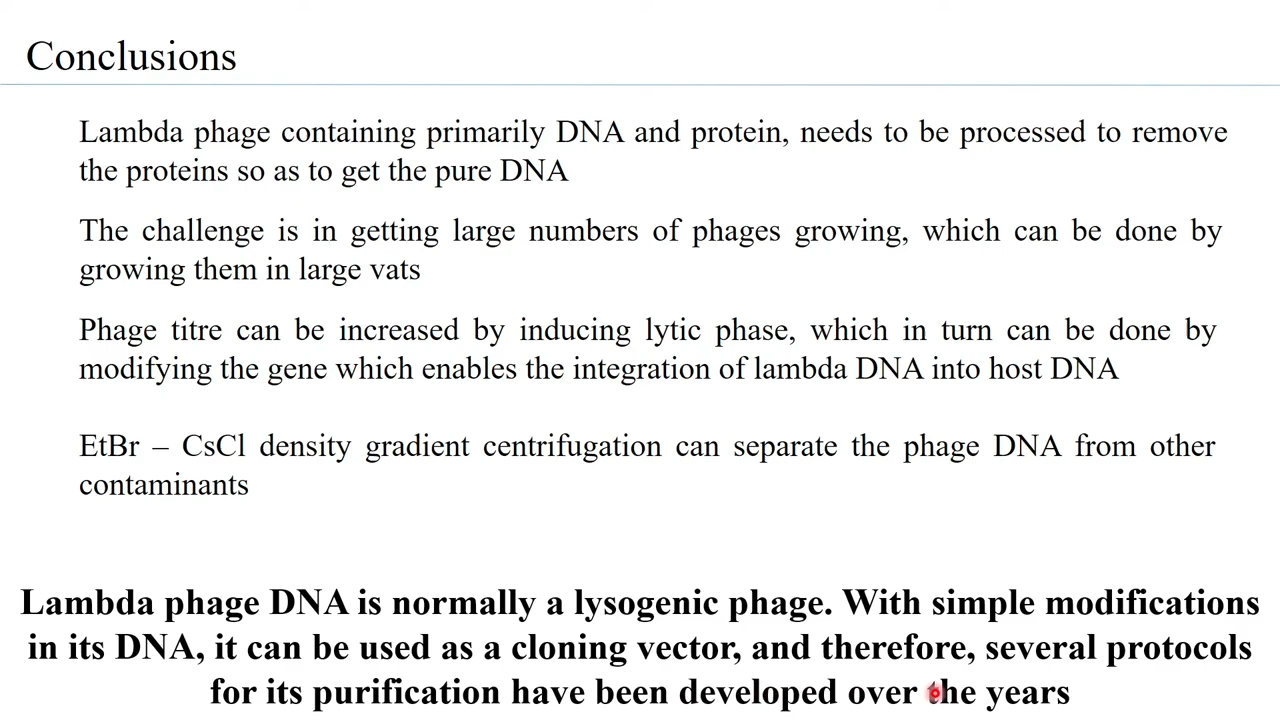 Conclusions
Lambda phage containing primarily DNA and protein, needs to be processed to remove
the proteins so as to get the pure DNA
The challenge is in getting large numbers of phages growing, which can be done by
growing them in large vats
Phage titre can be increased by inducing lytic phase, which in turn can be done by
modifying the gene which enables the integration of lambda DNA into host DNA
EtBr – CsCl density gradient centrifugation can separate the phage DNA from other
contaminants
Lambda phage DNA is normally a lysogenic phage. With simple modifications
in its DNA, it can be used as a cloning vector, and therefore, several protocols
for its purification have been developed over the years